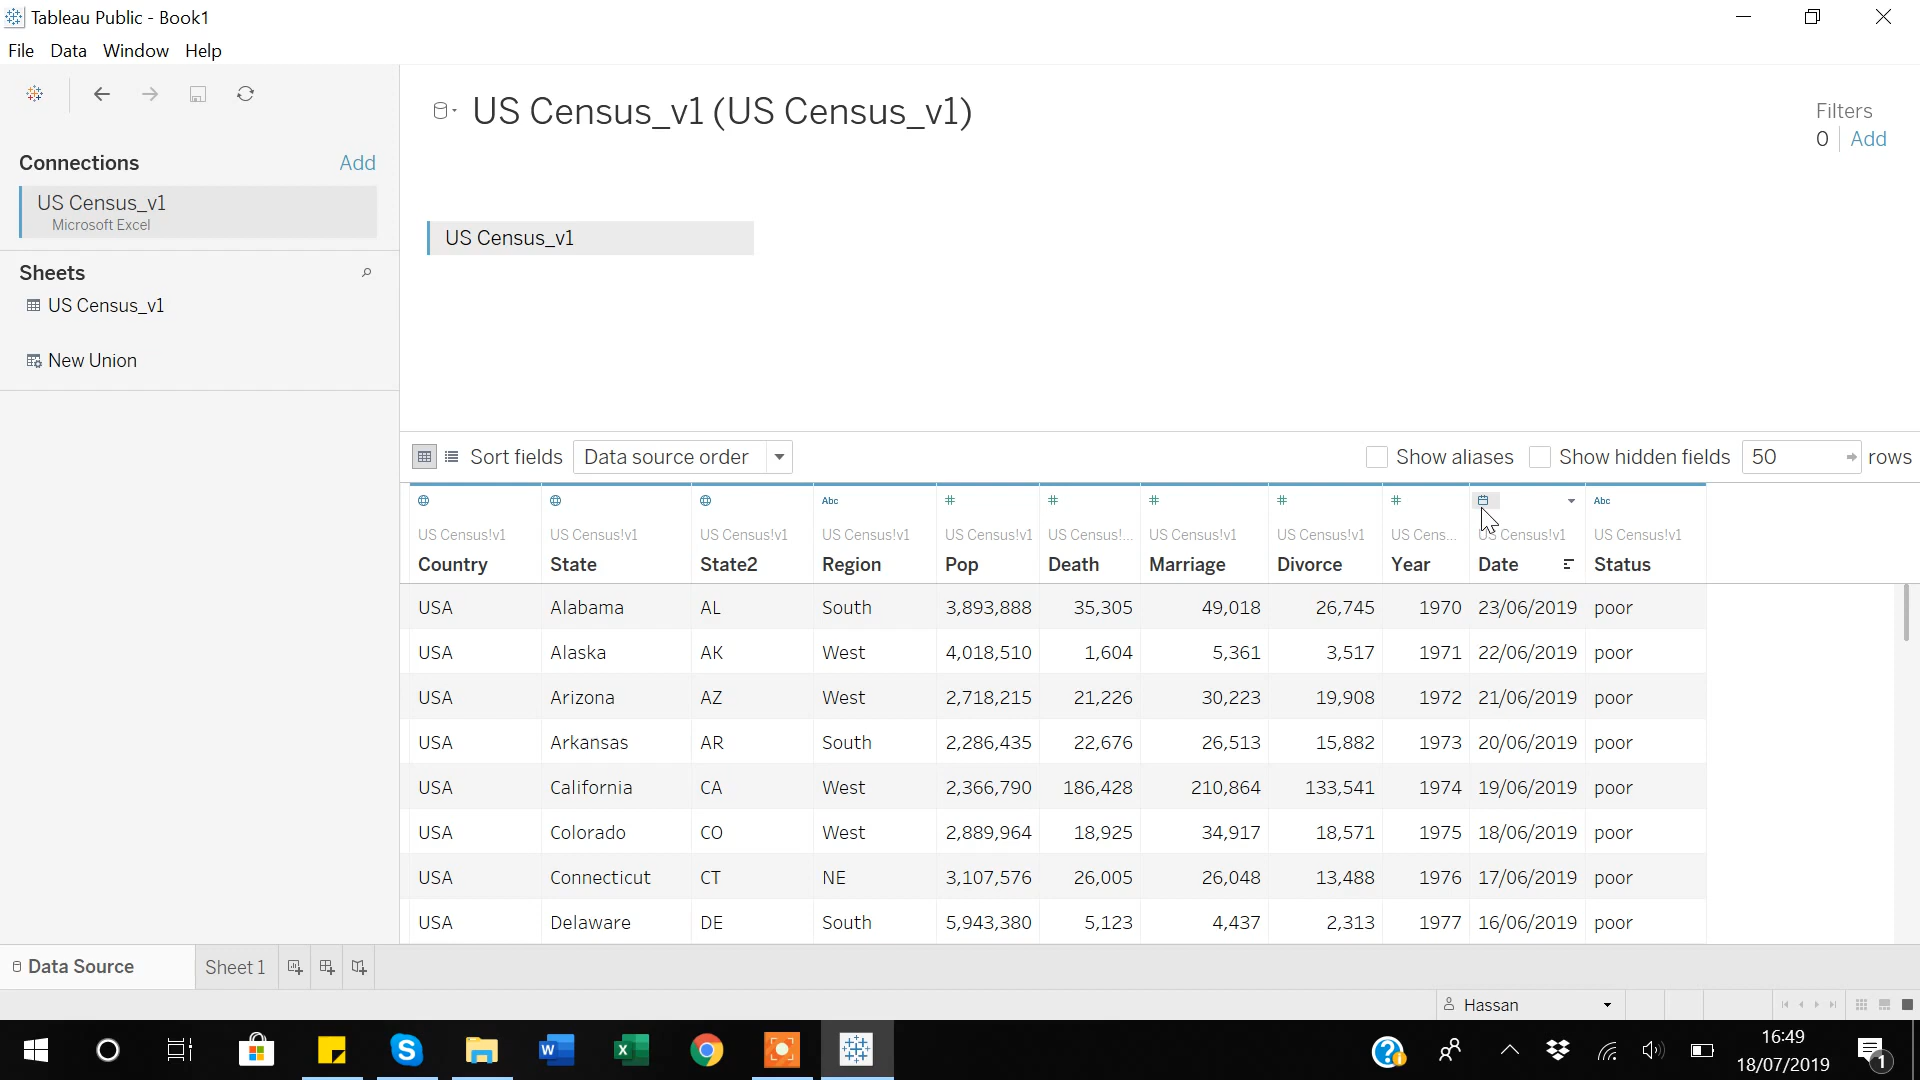 Tableau Public - Book1
File Data Window Help
US Census_v1 (US Census_v1)
Filters
0 Add
Connections Add
US Census_v1
Microsoft Excel
US Census_v1
Sheets
US Census_v1
New Union
Sort fields Data source order Show aliases Show hidden fields 50 rows
Abc # # # # # Abc
US Census!v1 US Census!v1 US Census!v1 US Census!v1 US Census!v1 US Census!... US Census!v1 US Census!v1 US Cens... US Census!v1 US Census!v1
Country State State2 Region Pop Death Marriage Divorce Year Date Status
USA Alabama AL South 3,893,888 35,305 49,018 26,745 1970 23/06/2019 poor
USA Alaska AK West 4,018,510 1,604 5,361 3,517 1971 22/06/2019 poor
USA Arizona AZ West 2,718,215 21,226 30,223 19,908 1972 21/06/2019 poor
USA Arkansas AR South 2,286,435 22,676 26,513 15,882 1973 20/06/2019 poor
USA California CA West 2,366,790 186,428 210,864 133,541 1974 19/06/2019 poor
USA Colorado CO West 2,889,964 18,925 34,917 18,571 1975 18/06/2019 poor
USA Connecticut CT NE 3,107,576 26,005 26,048 13,488 1976 17/06/2019 poor
USA Delaware DE South 5,943,380 5,123 4,437 2,313 1977 16/06/2019 poor
Data Source Sheet 1
Hassan
16:49
18/07/2019
1